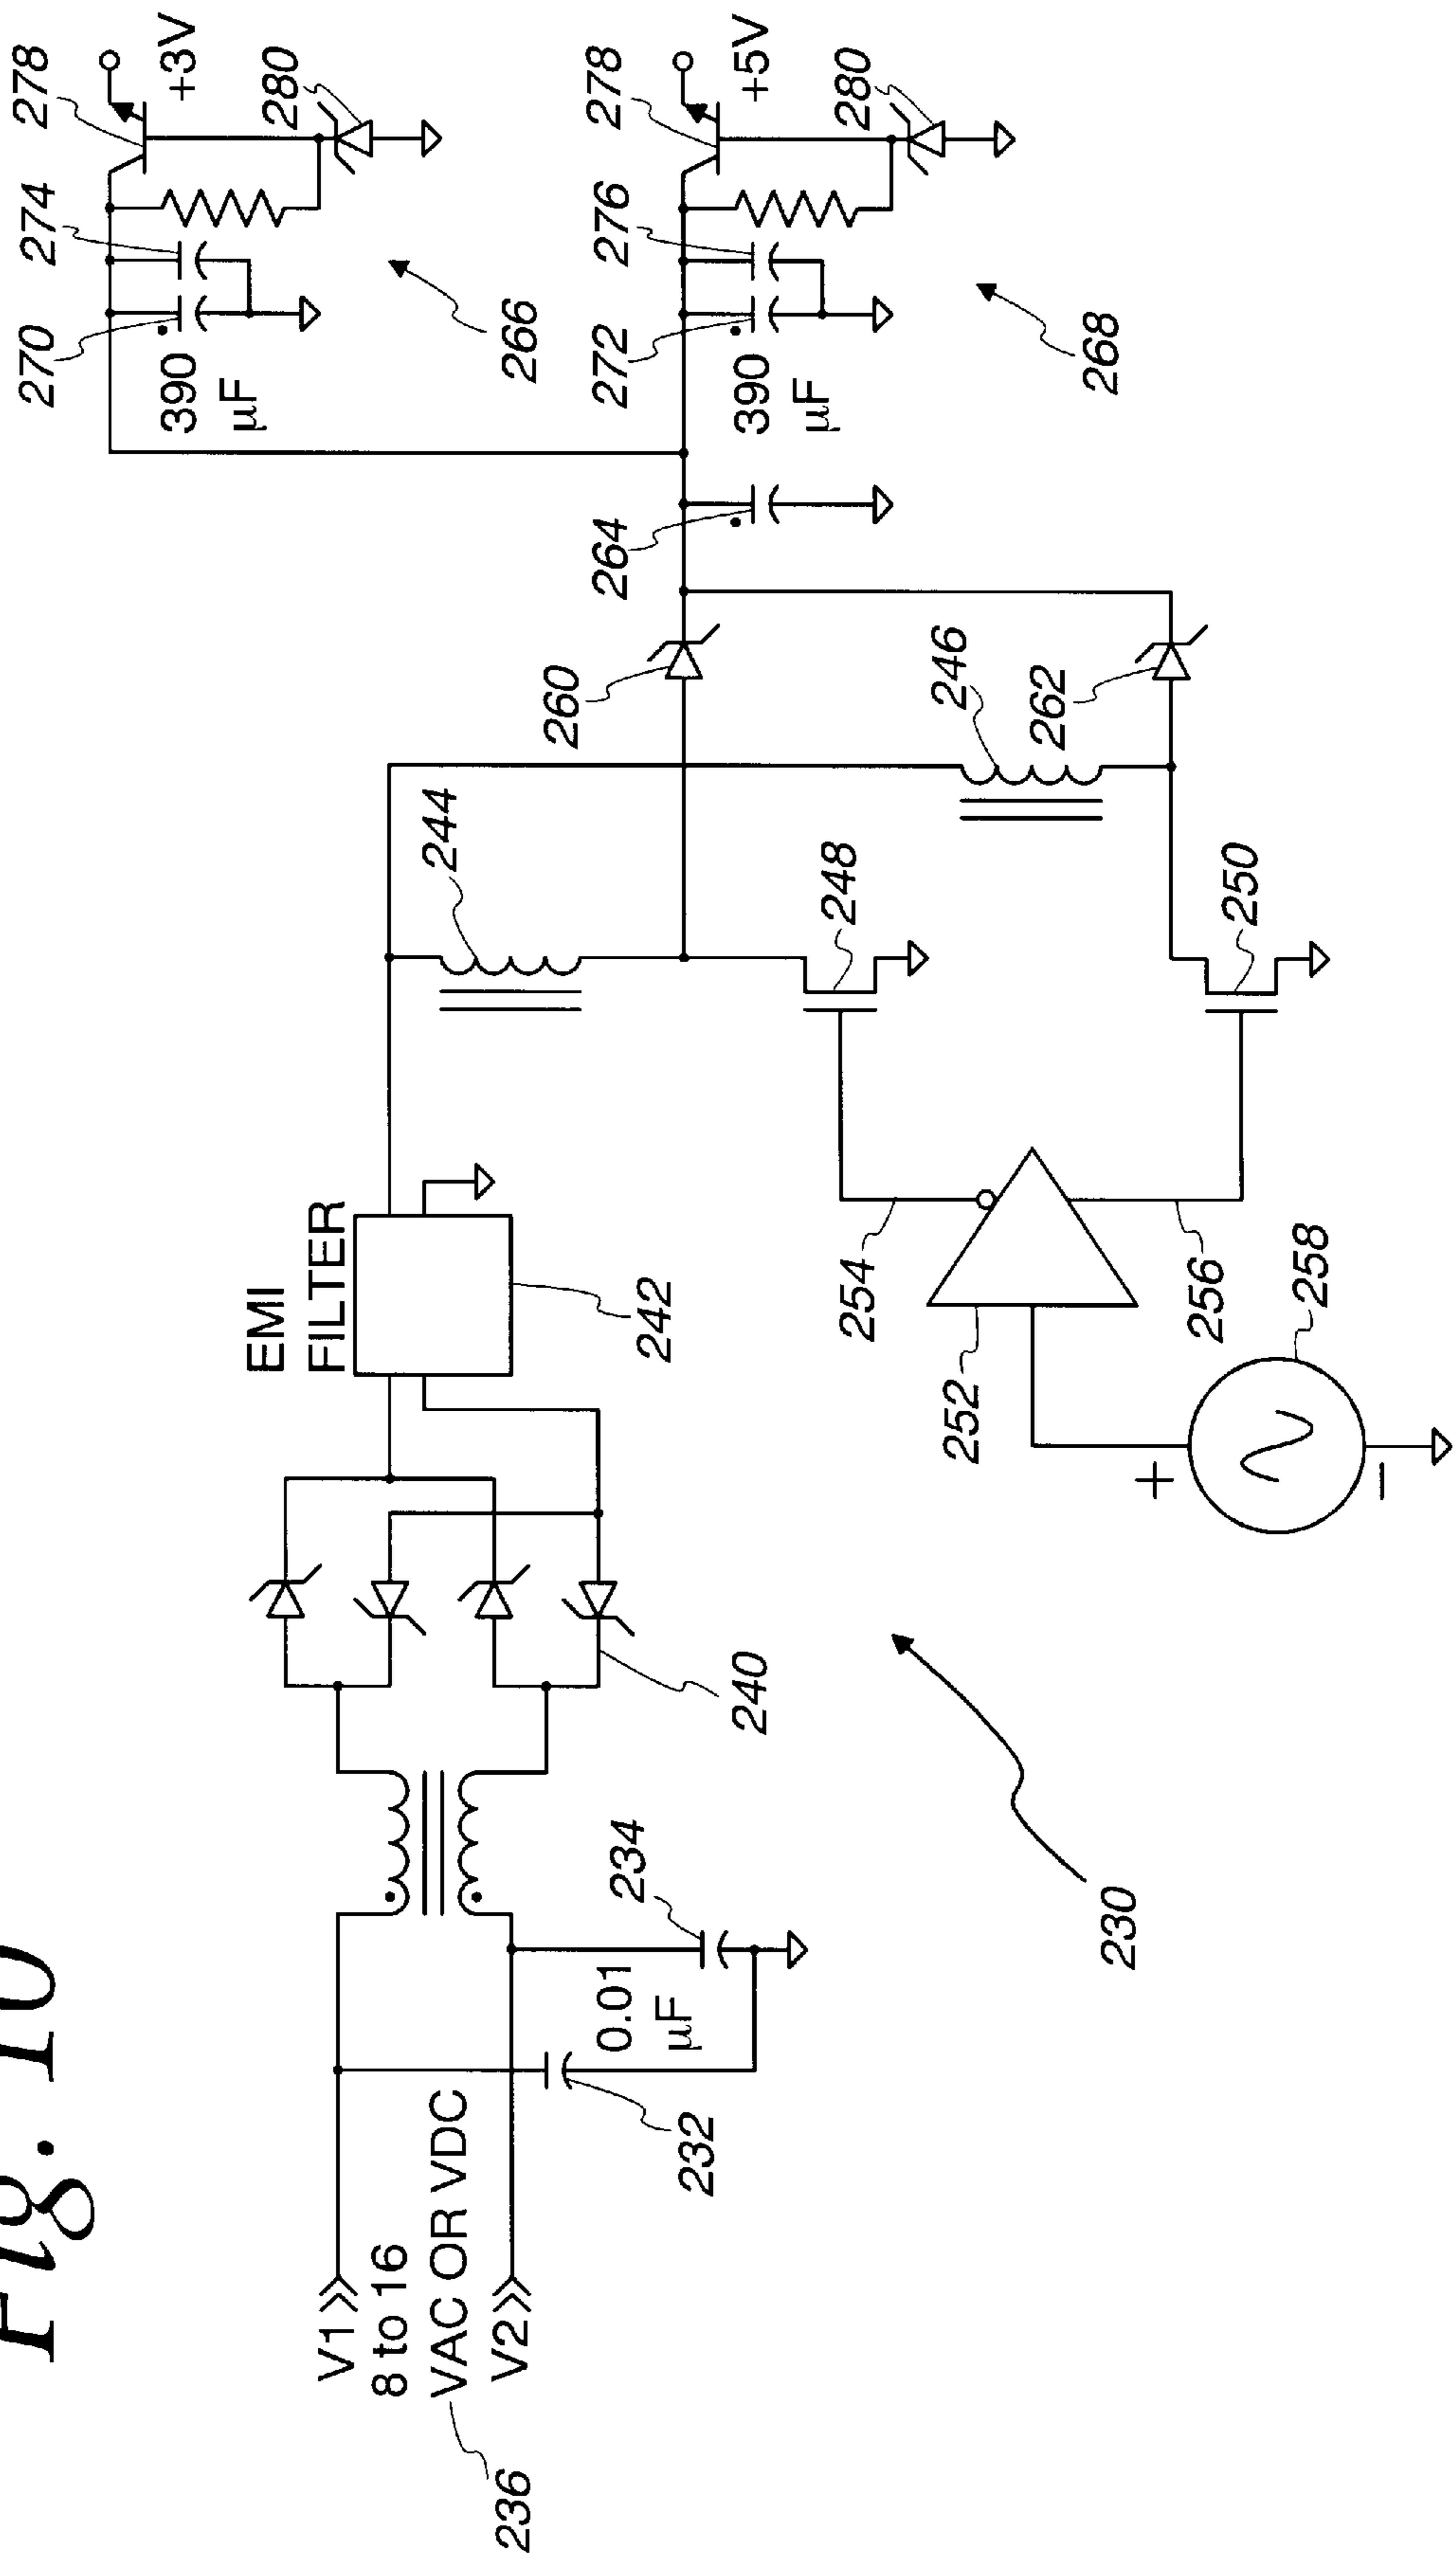 Fig. 10
V1
8 to 16
VAC OR VDC
V2
236
232
0.01
µF
234
240
EMI
FILTER
242
230
244
246
248
250
252
254
256
258
+
−
260
262
264
270
274
278
+3V
280
390
µF
266
272
276
278
+5V
280
390
µF
268